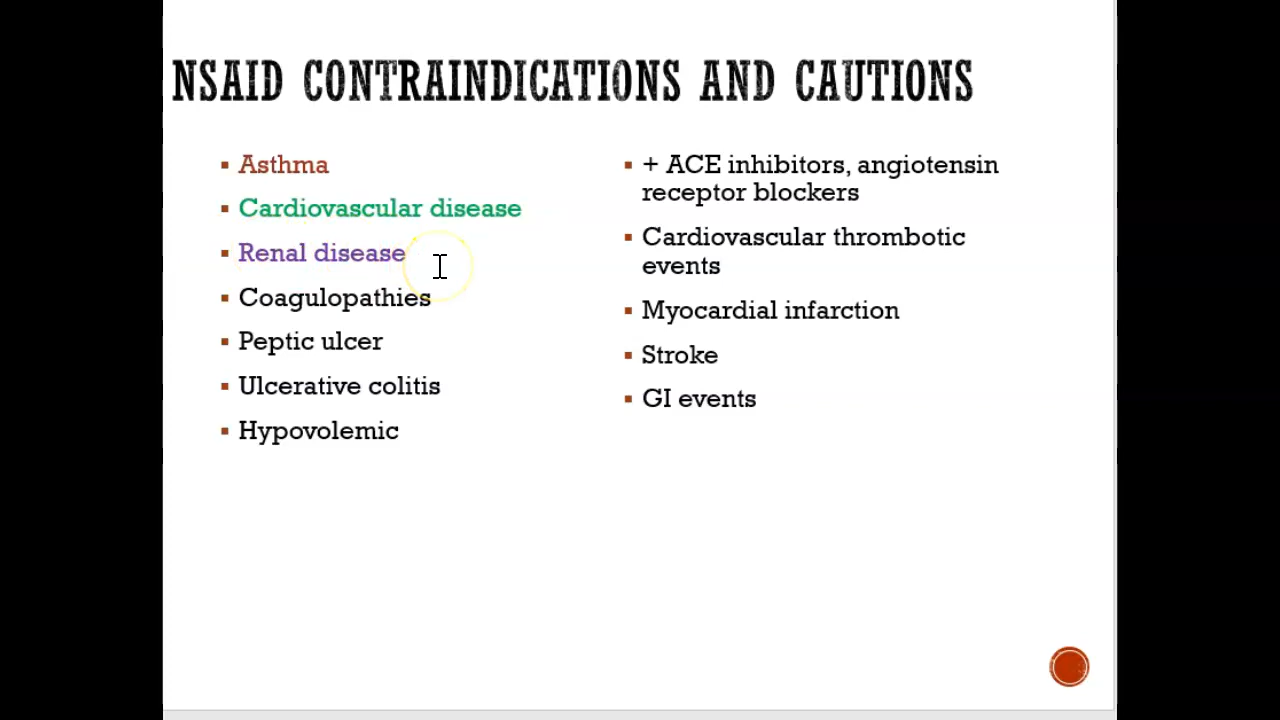 NSAID CONTRAINDICATIONS AND CAUTIONS
Asthma
Cardiovascular disease
Renal disease
Coagulopathies
Peptic ulcer
Ulcerative colitis
Hypovolemic
+ ACE inhibitors, angiotensin
receptor blockers
Cardiovascular thrombotic
events
Myocardial infarction
Stroke
GI events